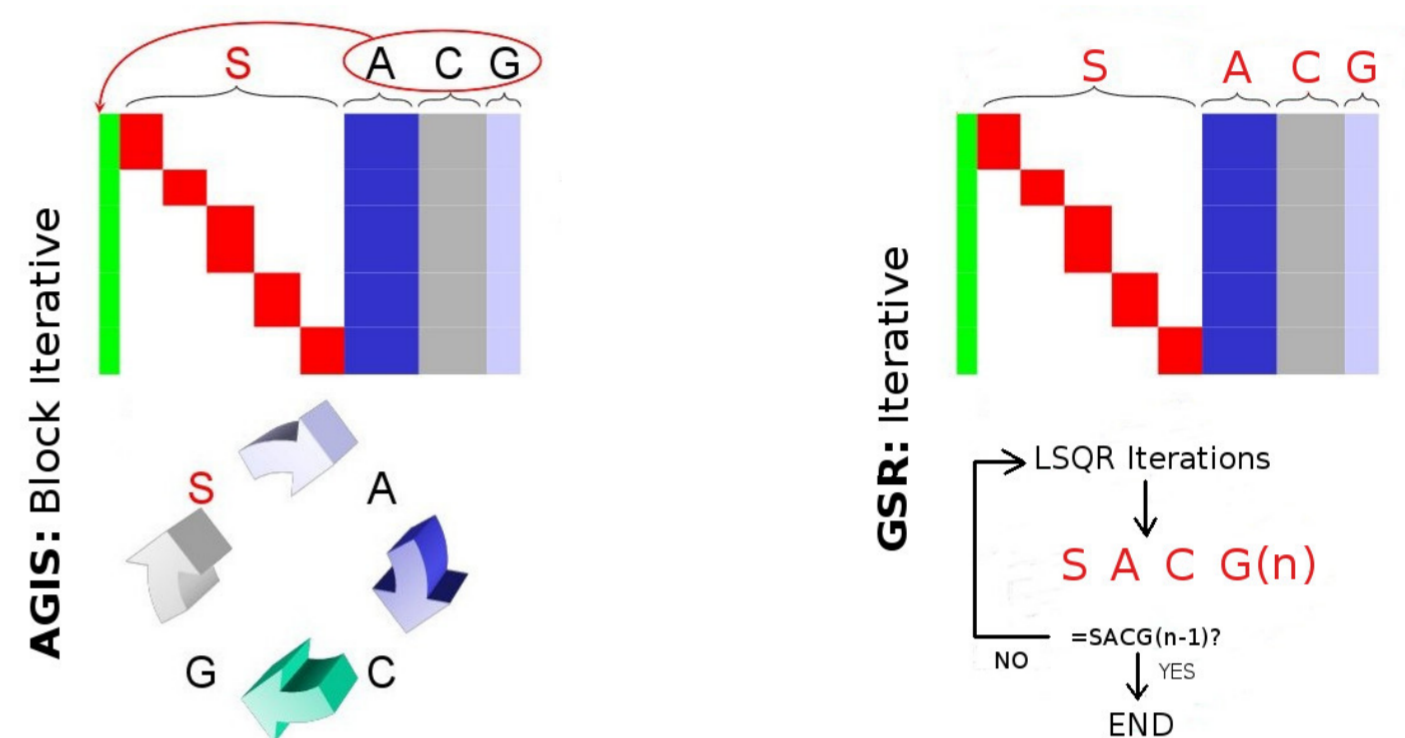 S A C G
AGIS: Block Iterative
S A
G C
S A C G
GSR: Iterative
LSQR Iterations
S A C G(n)
=SACG(n-1)?
NO
YES
END